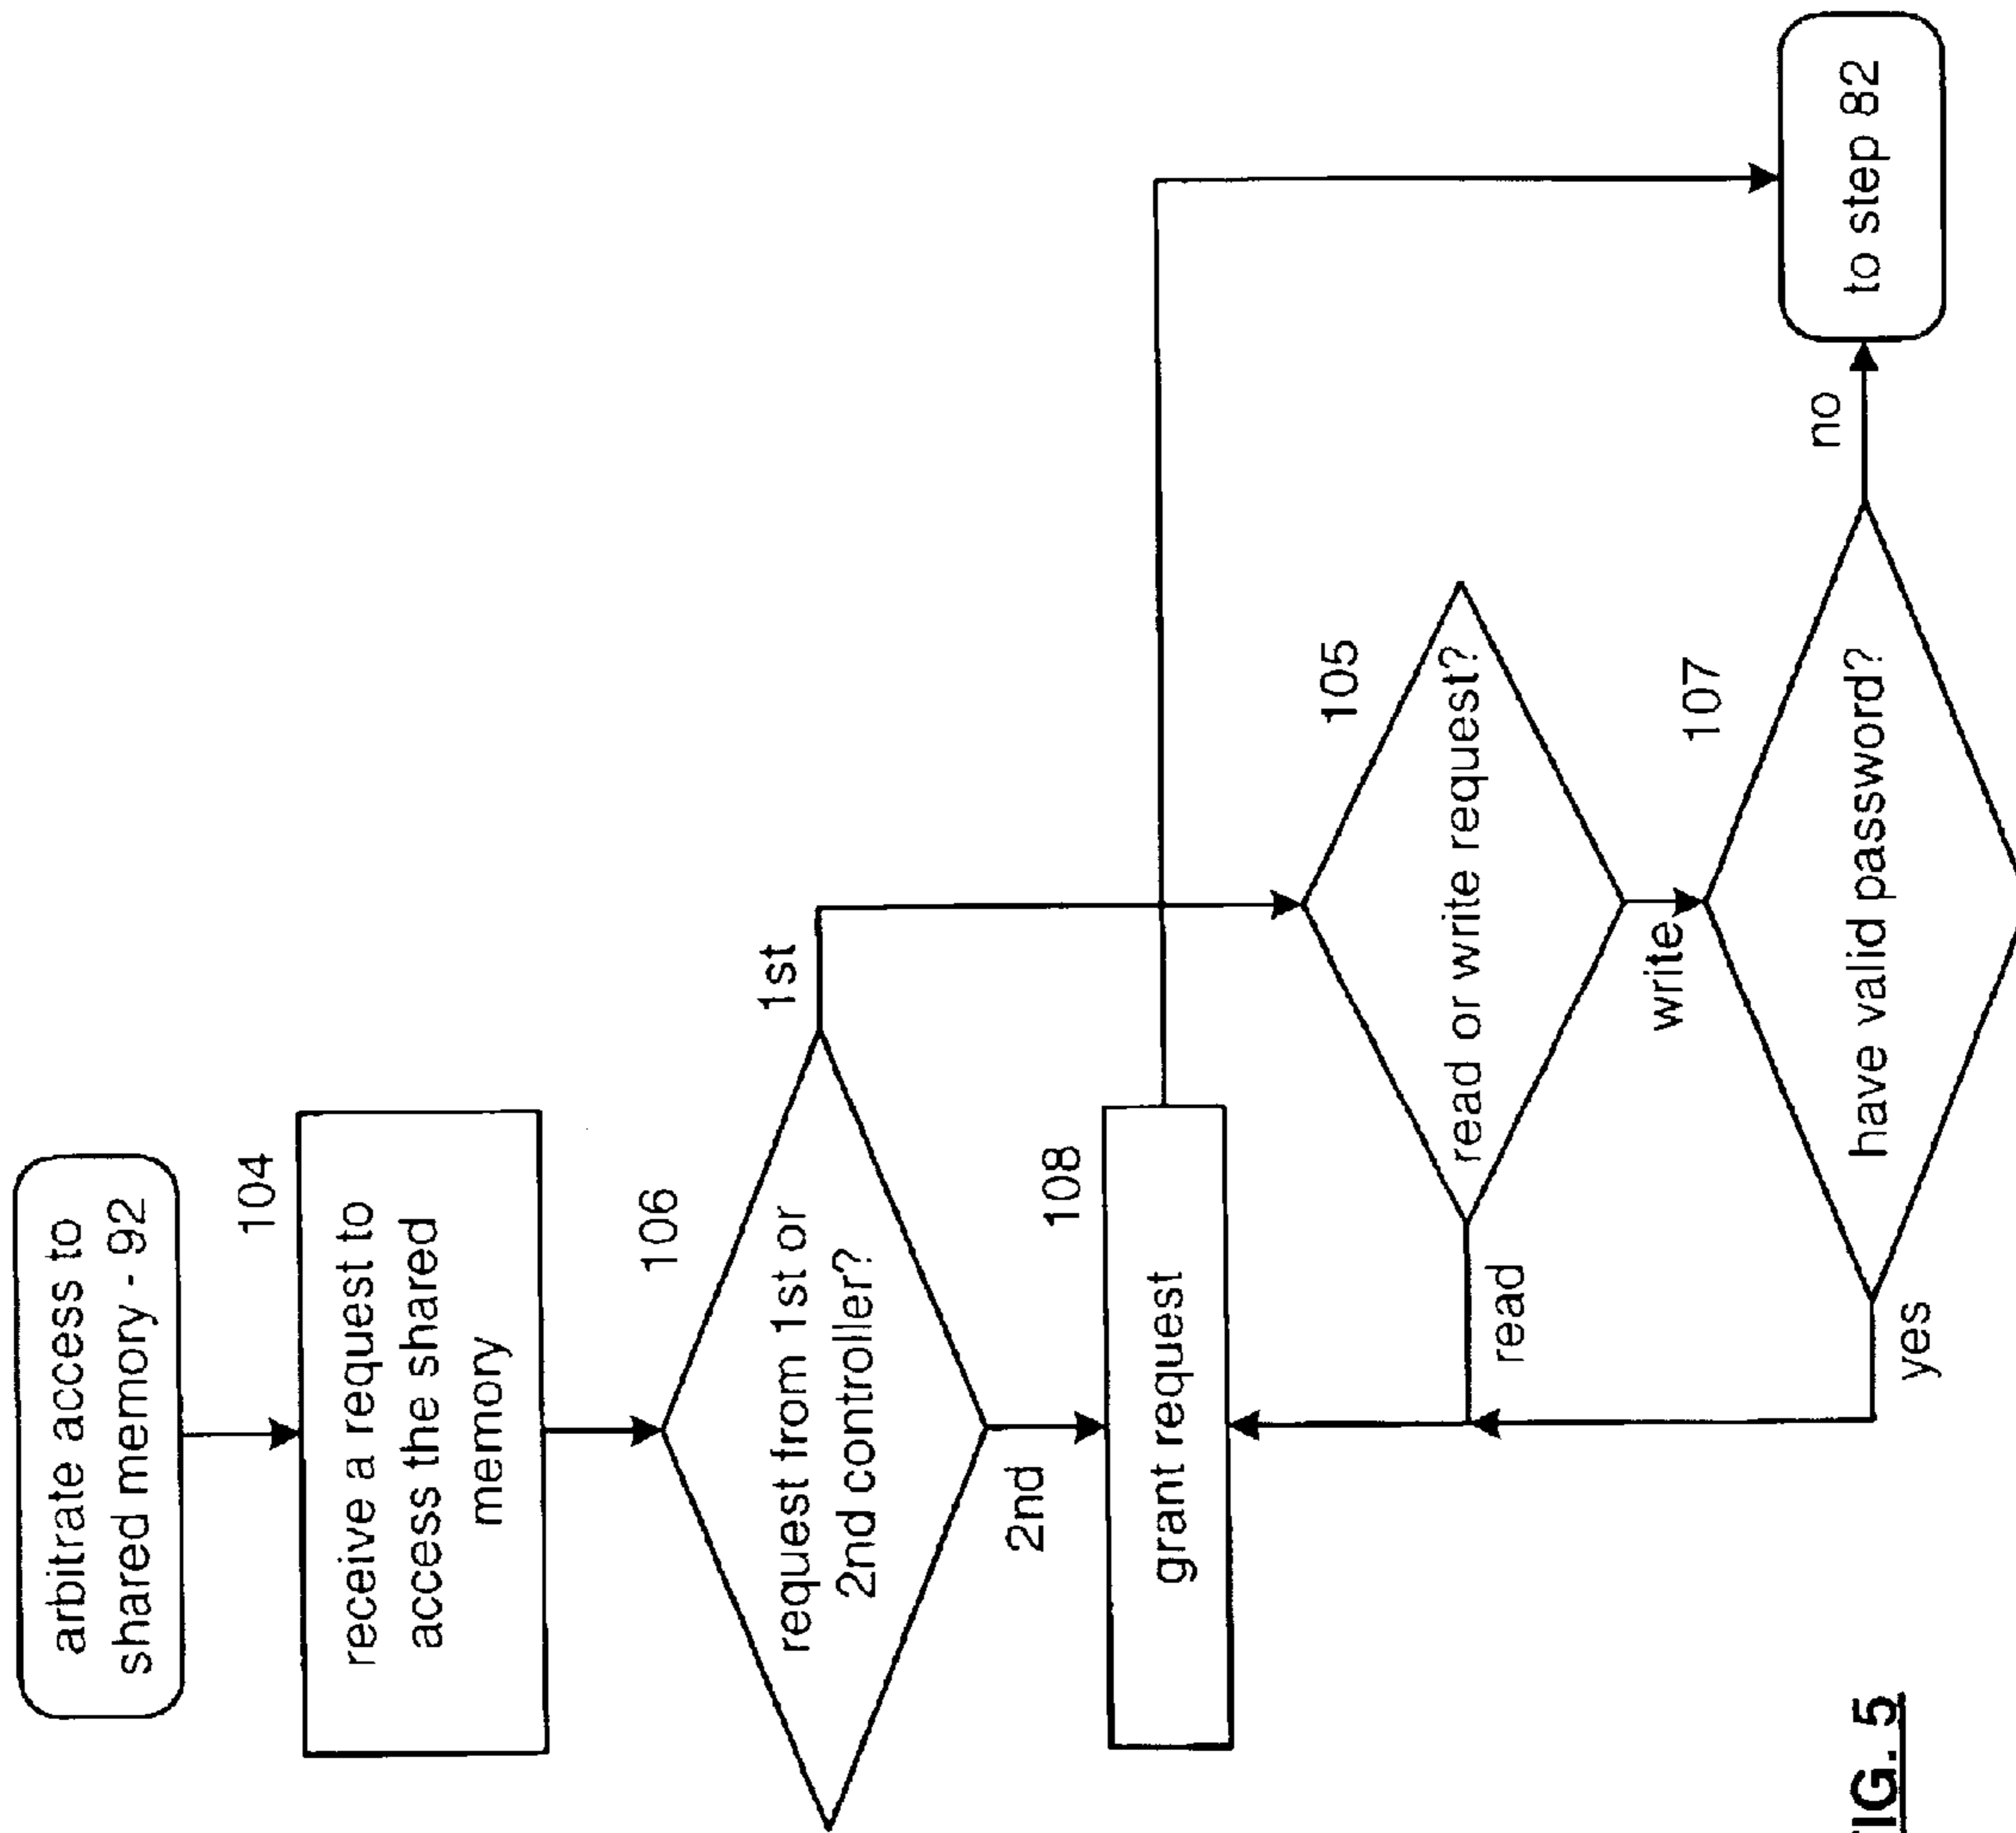 arbitrate access to
shared memory - 92
104
receive a request to
access the shared
memory
106
request from 1st or
2nd controller?
1st
2nd
108
grant request
105
read or write request?
read
write
107
have valid password?
yes
no
to step 82
FIG. 5